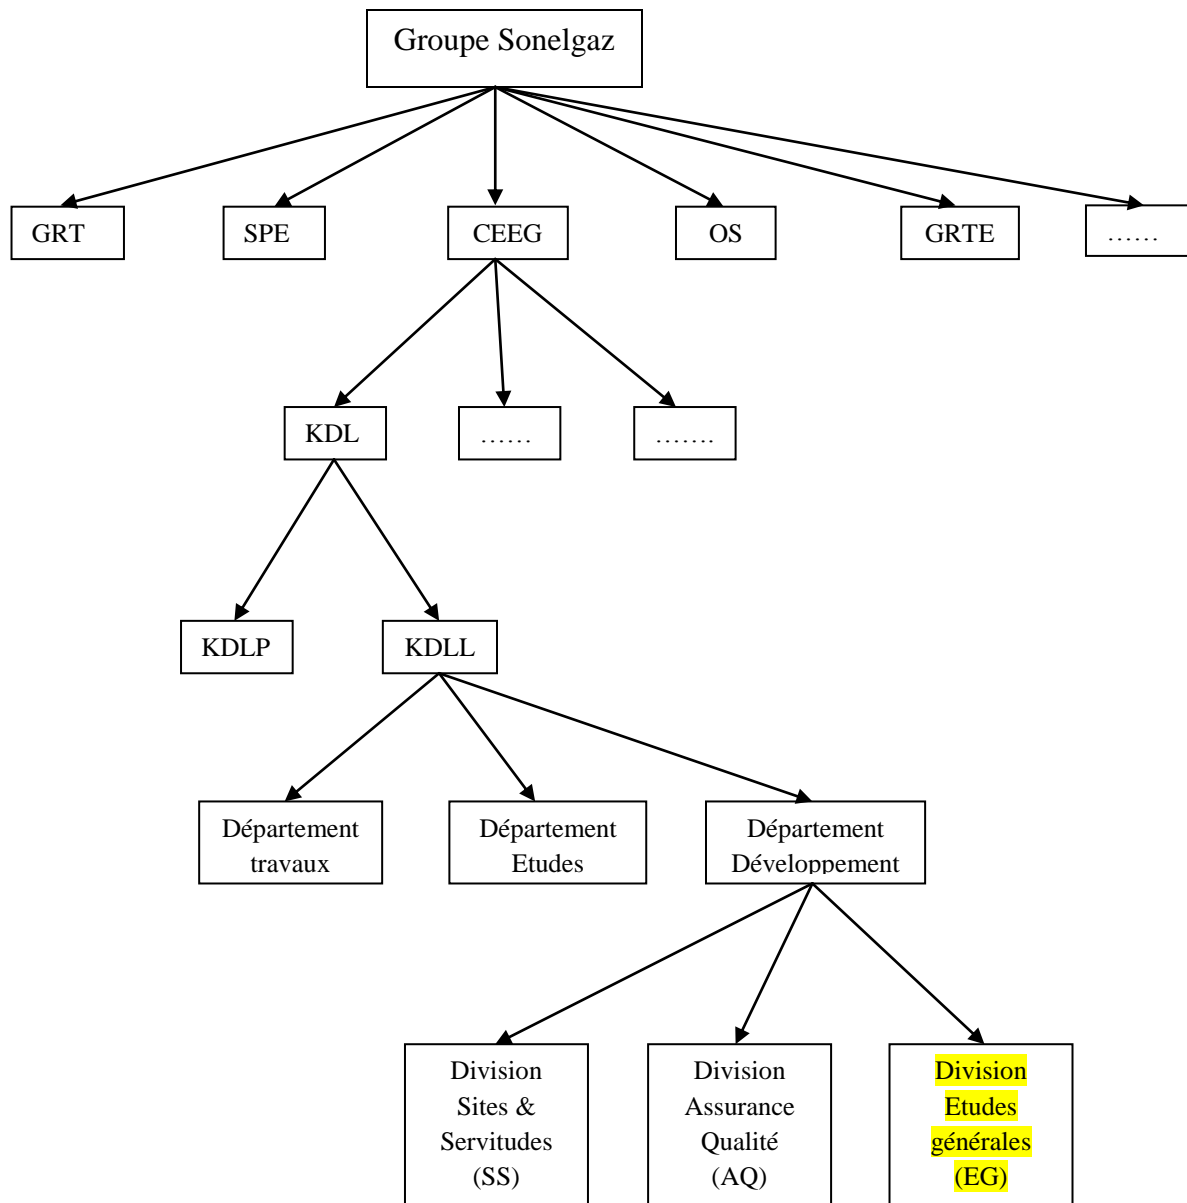 Groupe Sonelgaz
GRT
SPE
CEEG
OS
GRTE
……
KDL
……
…….
KDLP
KDLL
Département
travaux
Département
Etudes
Département
Développement
Division
Sites &
Servitudes
(SS)
Division
Assurance
Qualité
(AQ)
Division
Etudes
générales
(EG)